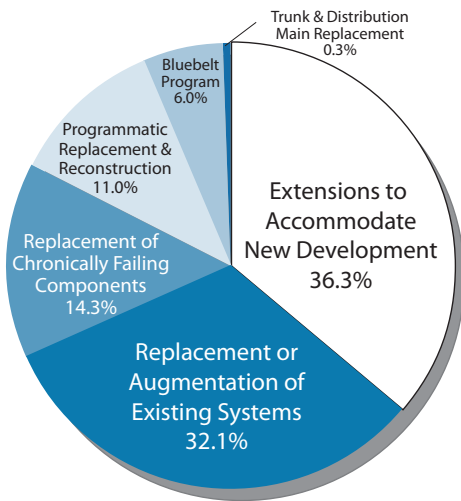 Trunk & Distribution
Main Replacement
0.3%
Bluebelt
Program
6.0%
Programmatic
Replacement &
Reconstruction
11.0%
Extensions to
Accommodate
New Development
36.3%
Replacement of
Chronically Failing
Components
14.3%
Replacement or
Augmentation of
Existing Systems
32.1%